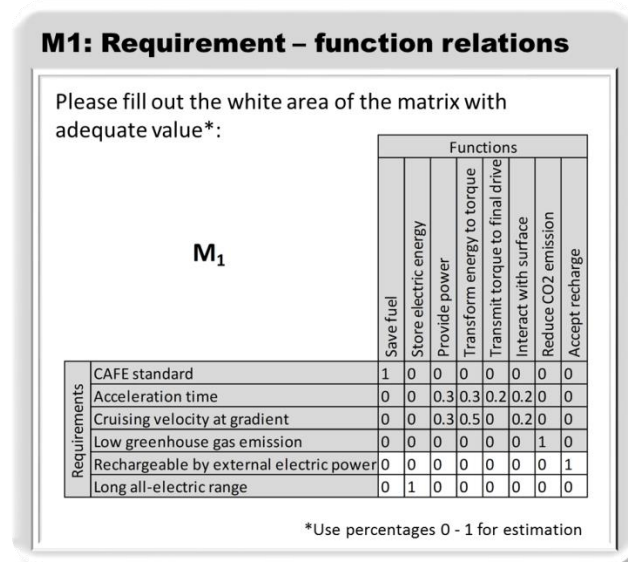 M1: Requirement – function relations
Please fill out the white area of the matrix with
adequate value*:
M1
Functions
Save fuel
Store electric energy
Provide power
Transform energy to torque
Transmit torque to final drive
Interact with surface
Reduce CO2 emission
Accept recharge
Requirements
CAFE standard 1 0 0 0 0 0 0 0
Acceleration time 0 0 0.3 0.3 0.2 0.2 0 0
Cruising velocity at gradient 0 0 0.3 0.5 0 0.2 0 0
Low greenhouse gas emission 0 0 0 0 0 0 1 0
Rechargeable by external electric power 0 0 0 0 0 0 0 1
Long all-electric range 0 1 0 0 0 0 0 0
*Use percentages 0 - 1 for estimation